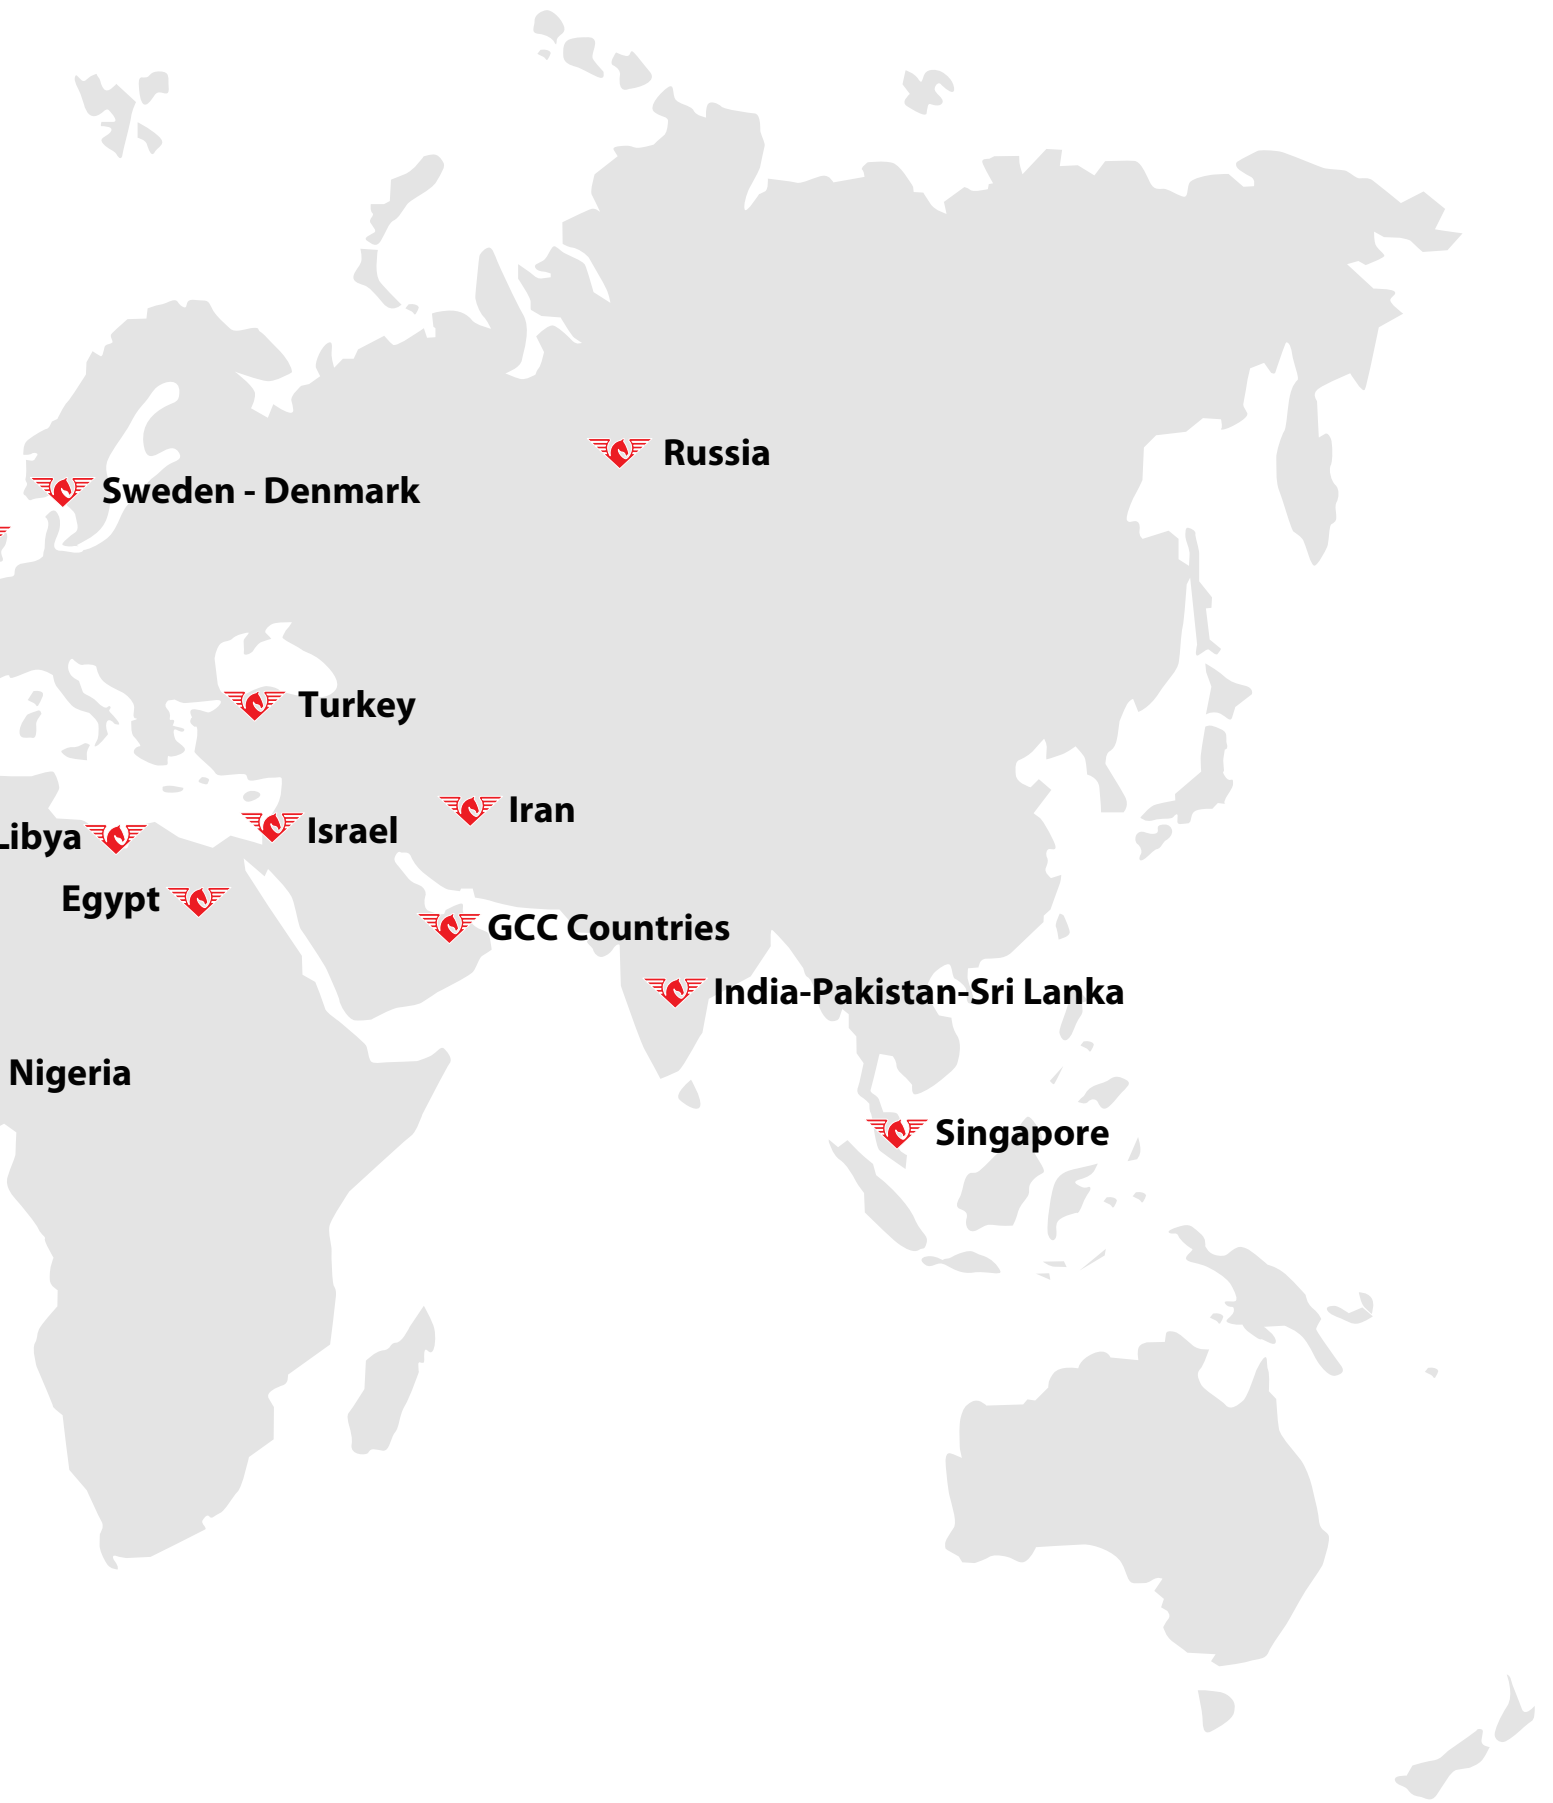 Russia
Sweden - Denmark
Turkey
Iran
Israel
Libya
Egypt
GCC Countries
India-Pakistan-Sri Lanka
Nigeria
Singapore